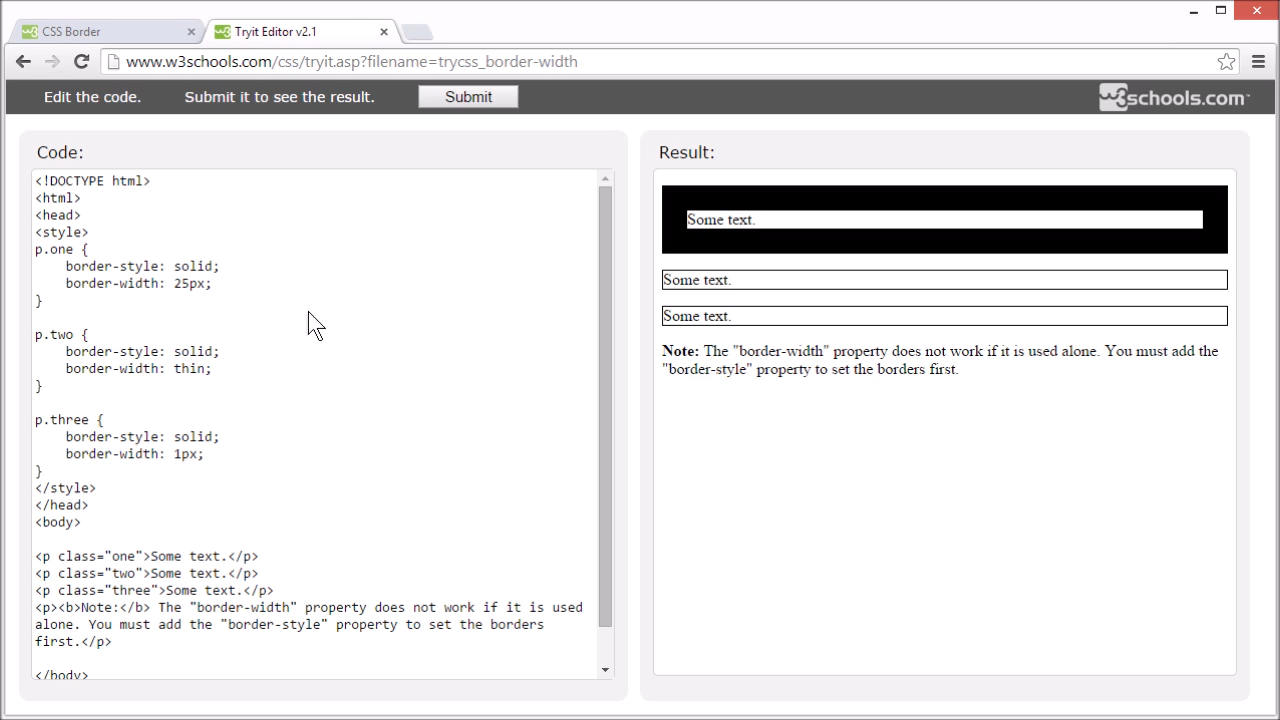 CSS Border
Tryit Editor v2.1
www.w3schools.com/css/tryit.asp?filename=trycss_border-width
Edit the code. Submit it to see the result. Submit
w3schools.com
Code:
<!DOCTYPE html>
<html>
<head>
<style>
p.one {
    border-style: solid;
    border-width: 25px;
}

p.two {
    border-style: solid;
    border-width: thin;
}

p.three {
    border-style: solid;
    border-width: 1px;
}
</style>
</head>
<body>

<p class="one">Some text.</p>
<p class="two">Some text.</p>
<p class="three">Some text.</p>
<p><b>Note:</b> The "border-width" property does not work if it is used
alone. You must add the "border-style" property to set the borders
first.</p>

</body>
Result:
Some text.
Some text.
Some text.
Note: The "border-width" property does not work if it is used alone. You must add the
"border-style" property to set the borders first.